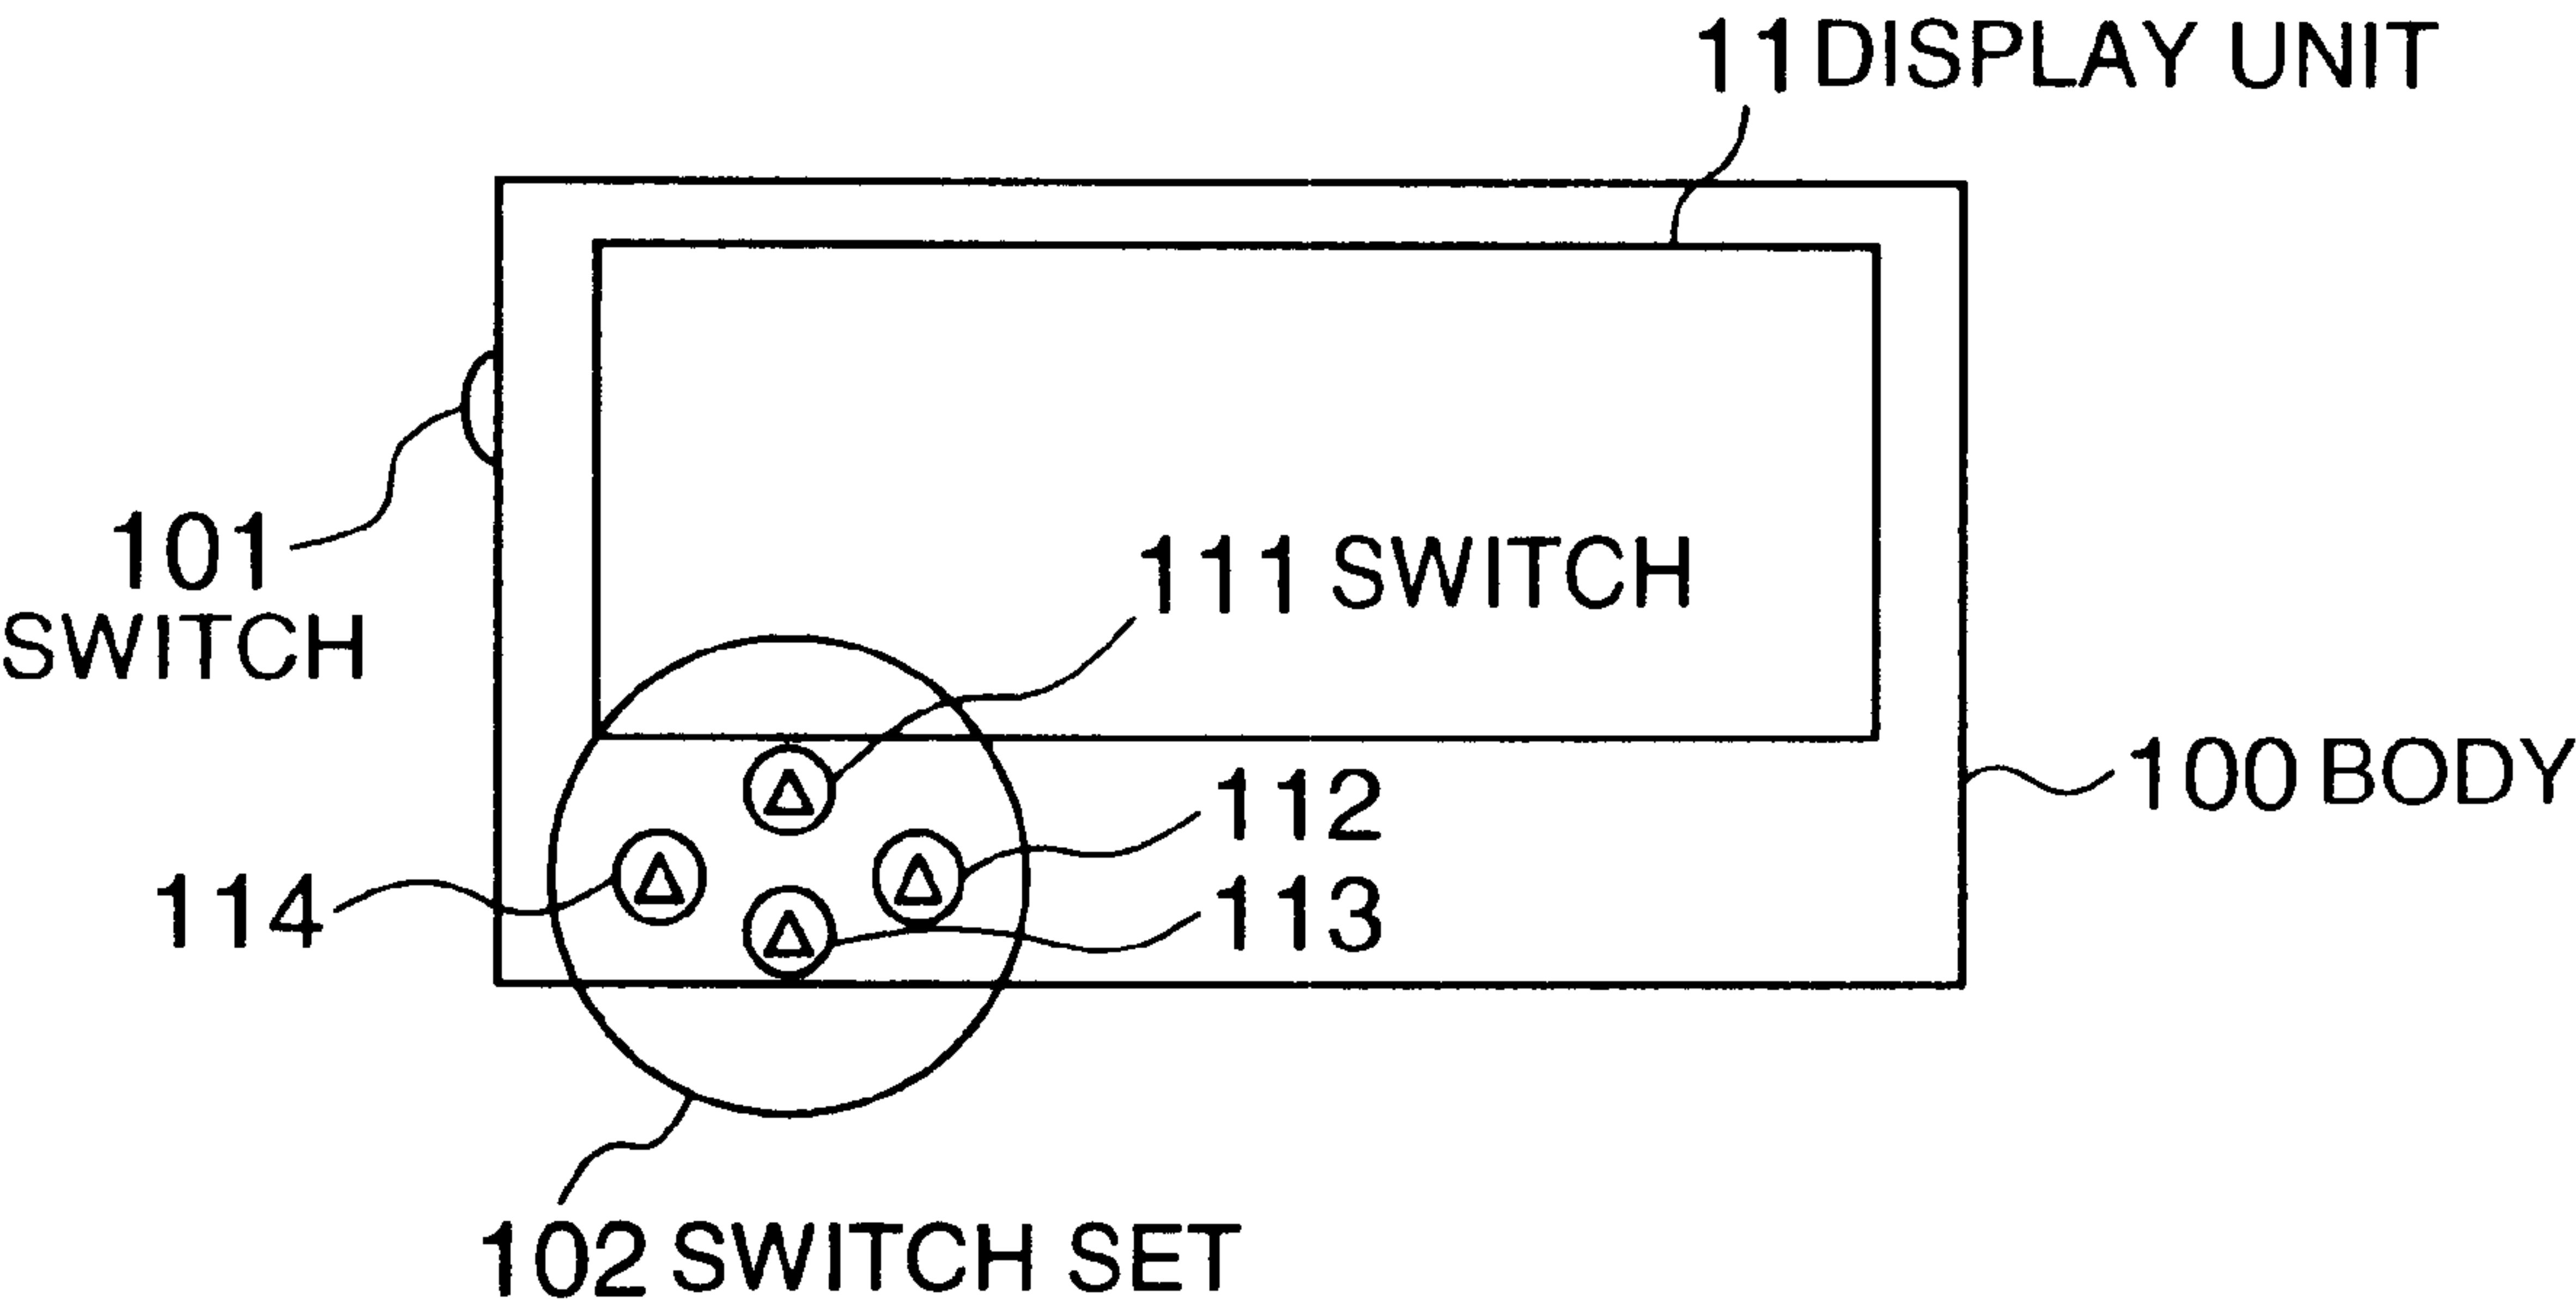 11 DISPLAY UNIT
101
SWITCH
111 SWITCH
100 BODY
112
114
113
102 SWITCH SET